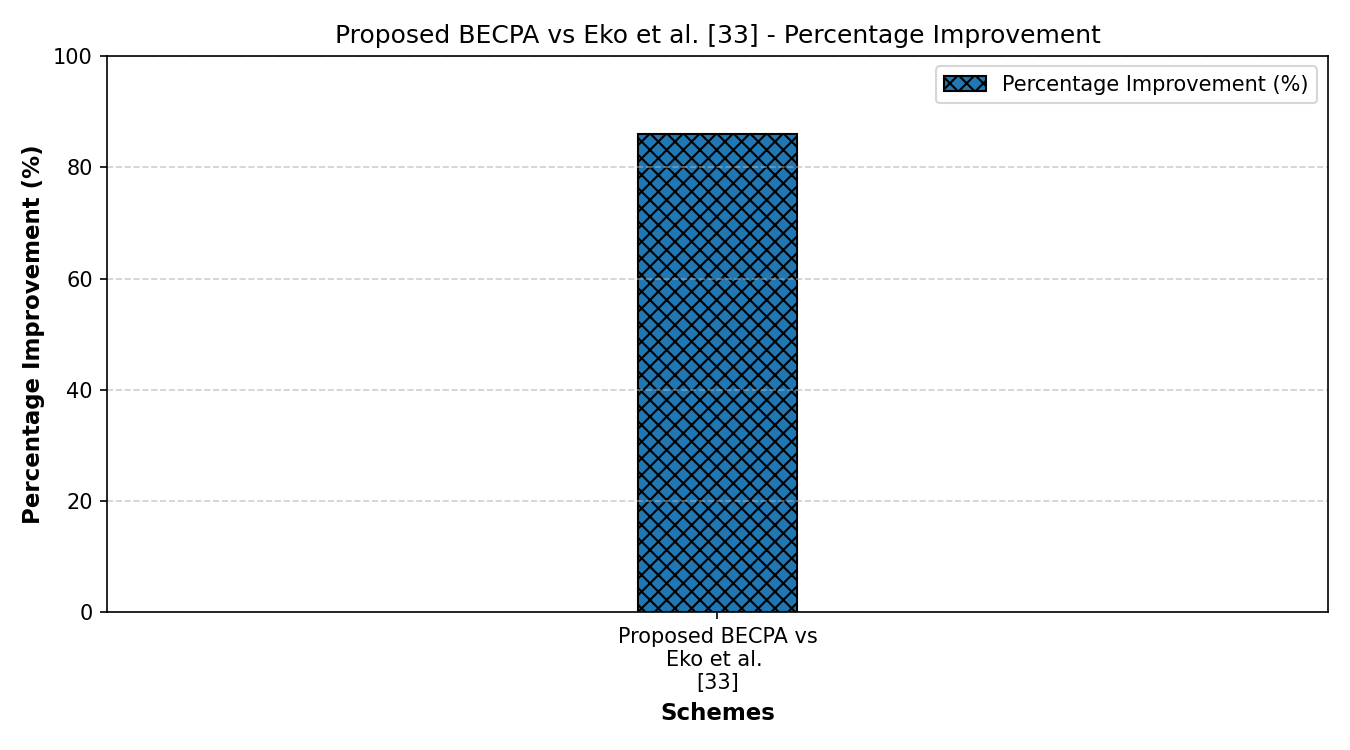 Proposed BECPA vs Eko et al. [33] - Percentage Improvement
Percentage Improvement (%)
Percentage Improvement (%)
100
80
60
40
20
0
Proposed BECPA vs
Eko et al.
[33]
Schemes